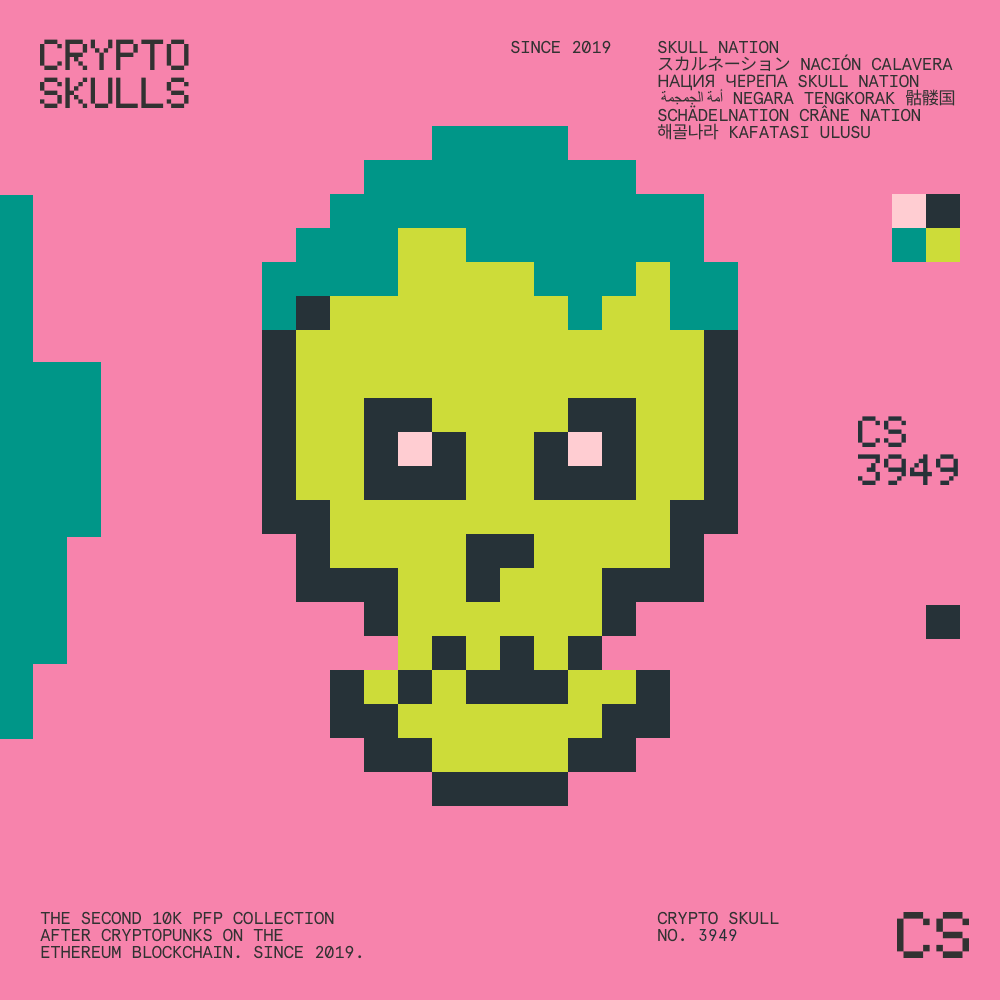 CRYPTO
SKULLS
SINCE 2019
SKULL NATION
スカルネーション NACIÓN CALAVERA
НАЦИЯ ЧЕРЕПА SKULL NATION
أمة الجمجمة NEGARA TENGKORAK 骷髅国
SCHÄDELNATION CRÂNE NATION
해골나라 KAFATASI ULUSU
CS
3949
THE SECOND 10K PFP COLLECTION
AFTER CRYPTOPUNKS ON THE
ETHEREUM BLOCKCHAIN. SINCE 2019.
CRYPTO SKULL
NO. 3949
CS